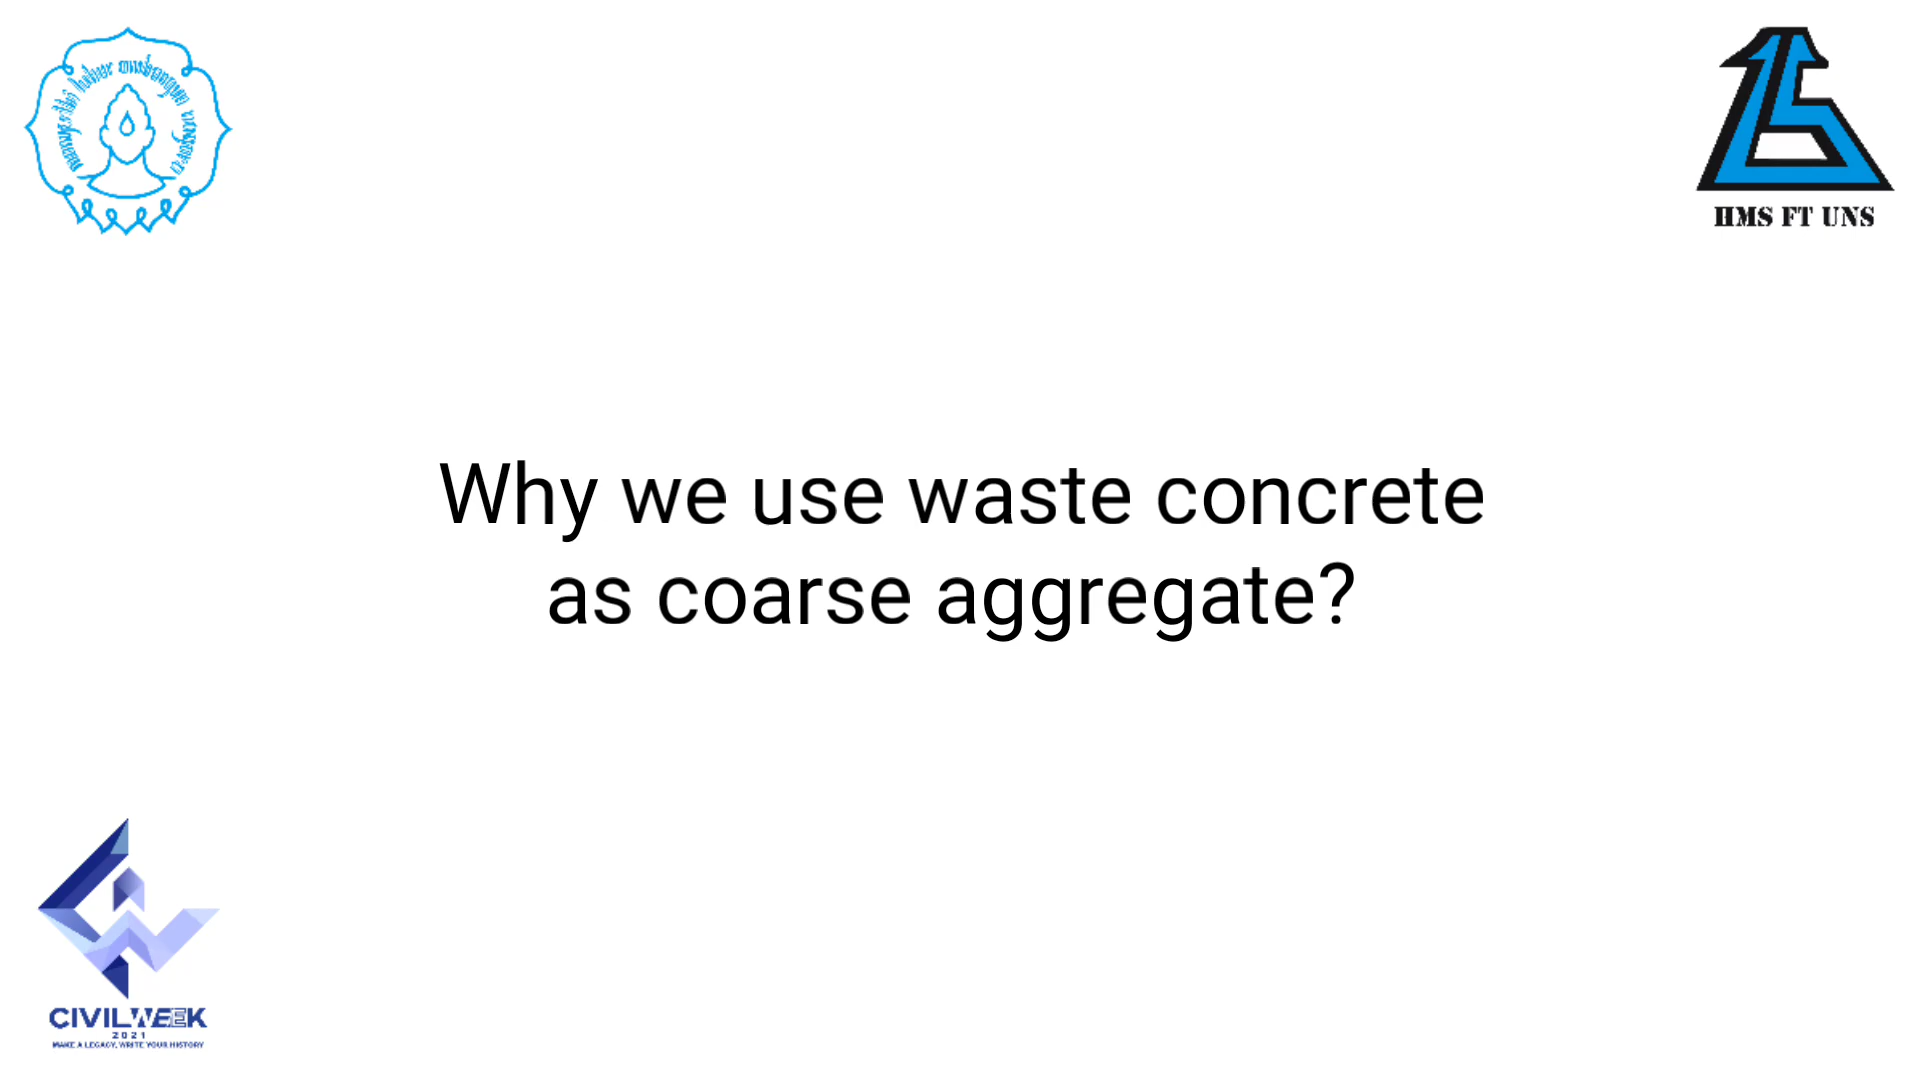 HMS FT UNS
Why we use waste concrete
as coarse aggregate?
CIVILWEEK
2021
MAKE A LEGACY, WRITE YOUR HISTORY